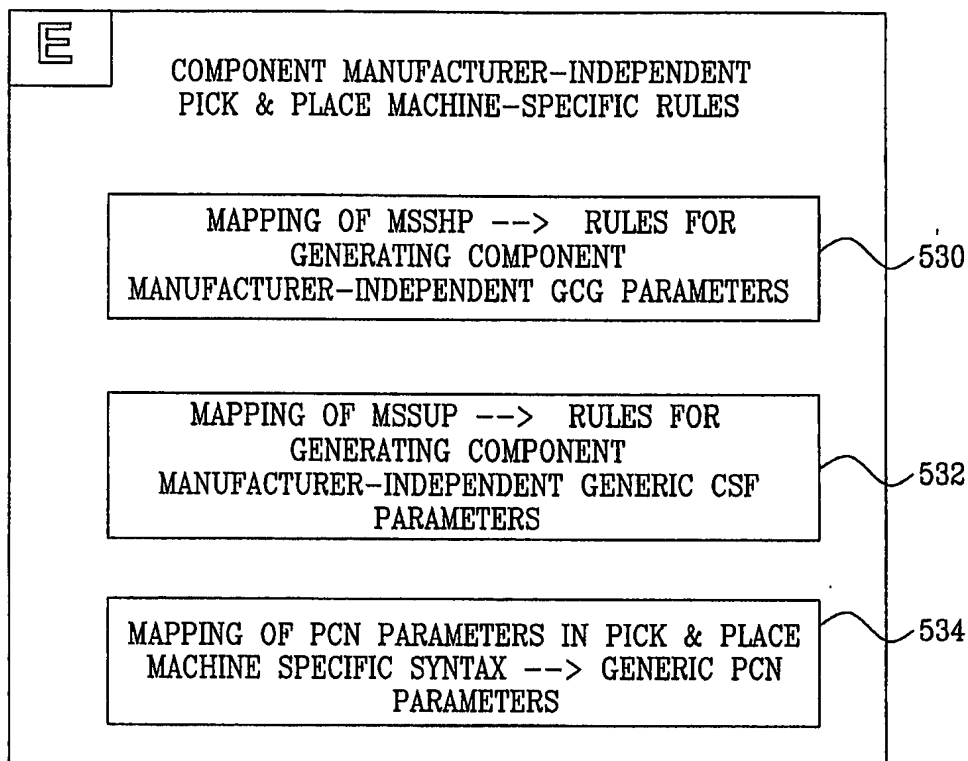 E
COMPONENT MANUFACTURER-INDEPENDENT
PICK & PLACE MACHINE-SPECIFIC RULES
MAPPING OF MSSHP --> RULES FOR
GENERATING COMPONENT
MANUFACTURER-INDEPENDENT GCG PARAMETERS
530
MAPPING OF MSSUP --> RULES FOR
GENERATING COMPONENT
MANUFACTURER-INDEPENDENT GENERIC CSF
PARAMETERS
532
MAPPING OF PCN PARAMETERS IN PICK & PLACE
MACHINE SPECIFIC SYNTAX --> GENERIC PCN
PARAMETERS
534